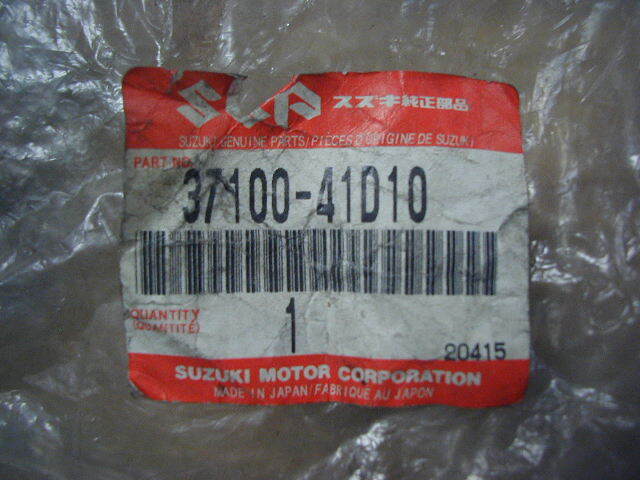 SGP スズキ純正部品
SUZUKI GENUINE PARTS/PIECES D'ORIGINE DE SUZUKI
PART NO.
37100-41D10
QUANTITY
(QUANTITÉ)
1
20415
SUZUKI MOTOR CORPORATION
MADE IN JAPAN/FABRIQUE AU JAPON